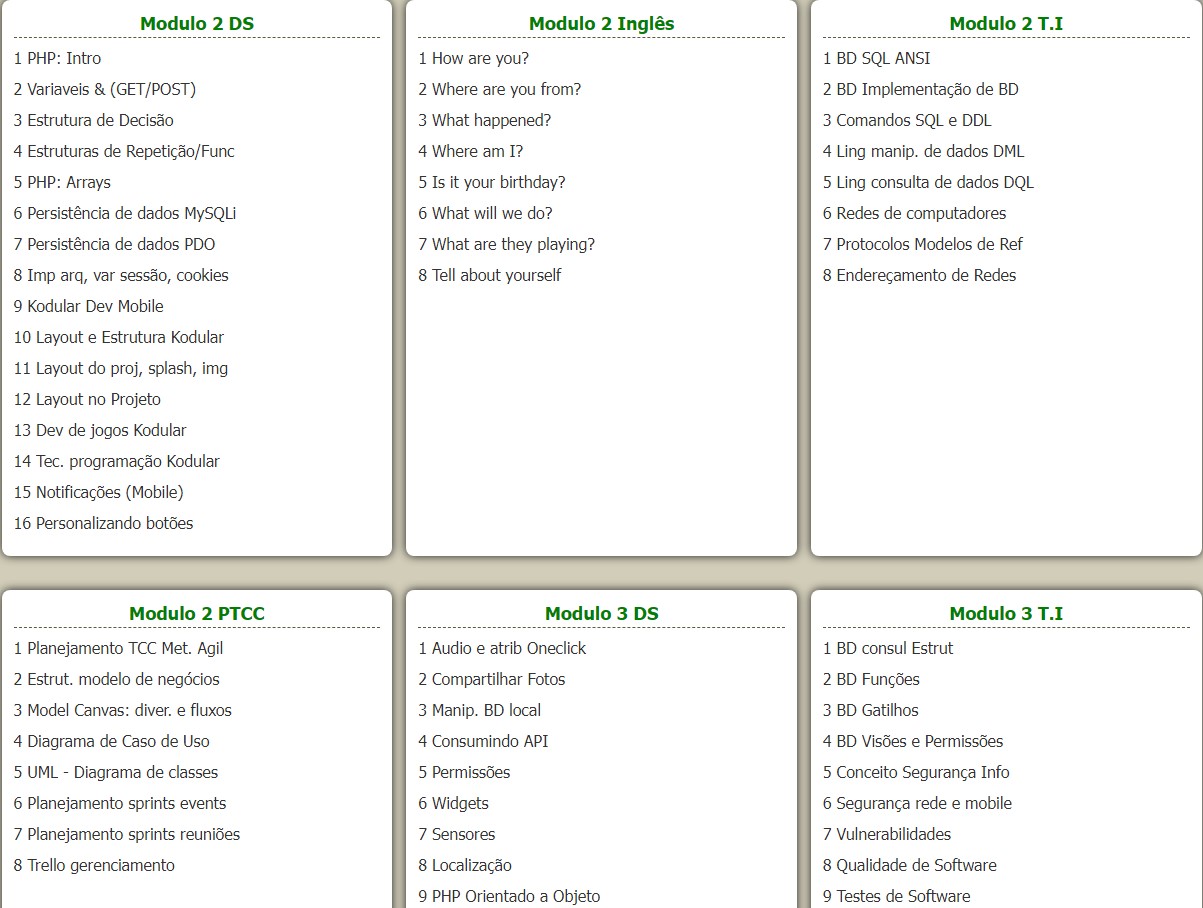 Modulo 2 DS
1 PHP: Intro
2 Variaveis & (GET/POST)
3 Estrutura de Decisão
4 Estruturas de Repetição/Func
5 PHP: Arrays
6 Persistência de dados MySQLi
7 Persistência de dados PDO
8 Imp arq, var sessão, cookies
9 Kodular Dev Mobile
10 Layout e Estrutura Kodular
11 Layout do proj, splash, img
12 Layout no Projeto
13 Dev de jogos Kodular
14 Tec. programação Kodular
15 Notificações (Mobile)
16 Personalizando botões
Modulo 2 Inglês
1 How are you?
2 Where are you from?
3 What happened?
4 Where am I?
5 Is it your birthday?
6 What will we do?
7 What are they playing?
8 Tell about yourself
Modulo 2 T.I
1 BD SQL ANSI
2 BD Implementação de BD
3 Comandos SQL e DDL
4 Ling manip. de dados DML
5 Ling consulta de dados DQL
6 Redes de computadores
7 Protocolos Modelos de Ref
8 Endereçamento de Redes
Modulo 2 PTCC
1 Planejamento TCC Met. Agil
2 Estrut. modelo de negócios
3 Model Canvas: diver. e fluxos
4 Diagrama de Caso de Uso
5 UML - Diagrama de classes
6 Planejamento sprints events
7 Planejamento sprints reuniões
8 Trello gerenciamento
Modulo 3 DS
1 Audio e atrib Oneclick
2 Compartilhar Fotos
3 Manip. BD local
4 Consumindo API
5 Permissões
6 Widgets
7 Sensores
8 Localização
9 PHP Orientado a Objeto
Modulo 3 T.I
1 BD consul Estrut
2 BD Funções
3 BD Gatilhos
4 BD Visões e Permissões
5 Conceito Segurança Info
6 Segurança rede e mobile
7 Vulnerabilidades
8 Qualidade de Software
9 Testes de Software